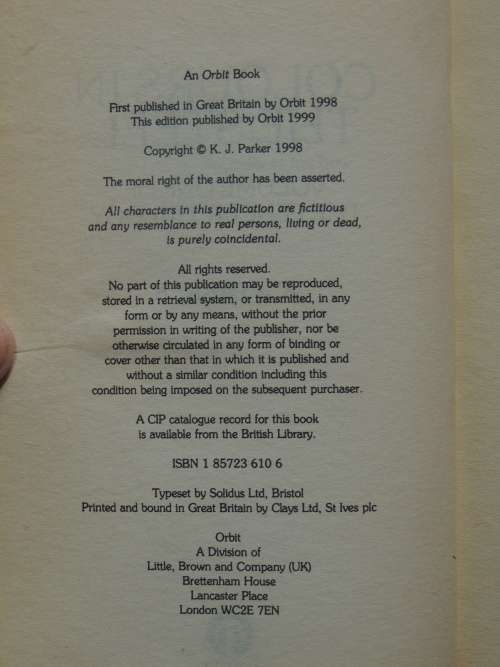 An Orbit Book
First published in Great Britain by Orbit 1998
This edition published by Orbit 1999
Copyright © K. J. Parker 1998
The moral right of the author has been asserted.
All characters in this publication are fictitious
and any resemblance to real persons, living or dead,
is purely coincidental.
All rights reserved.
No part of this publication may be reproduced,
stored in a retrieval system, or transmitted, in any
form or by any means, without the prior
permission in writing of the publisher, nor be
otherwise circulated in any form of binding or
cover other than that in which it is published and
without a similar condition including this
condition being imposed on the subsequent purchaser.
A CIP catalogue record for this book
is available from the British Library.
ISBN 1 85723 610 6
Typeset by Solidus Ltd, Bristol
Printed and bound in Great Britain by Clays Ltd, St Ives plc
Orbit
A Division of
Little, Brown and Company (UK)
Brettenham House
Lancaster Place
London WC2E 7EN